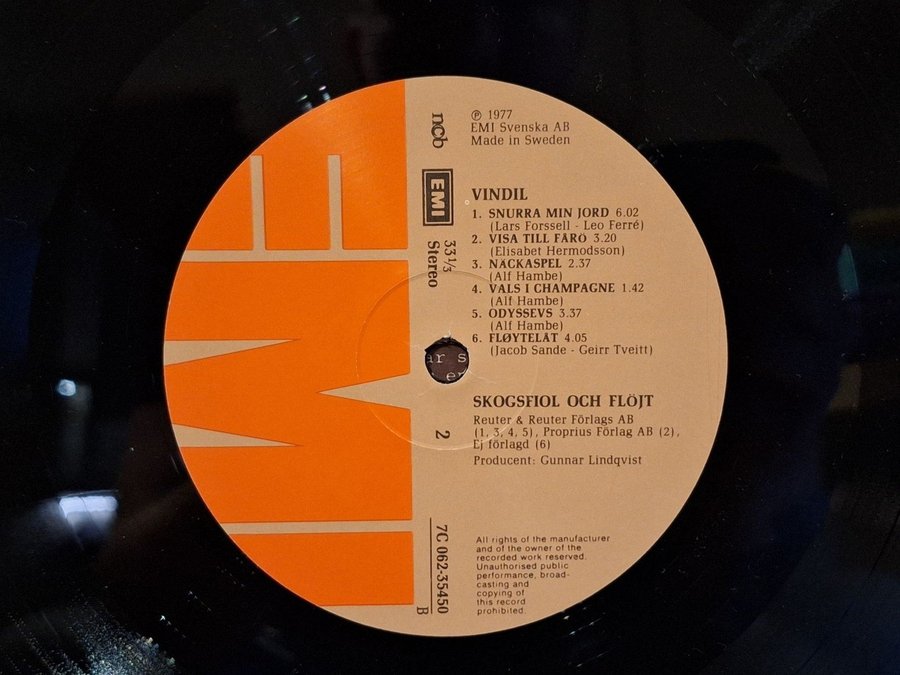 ℗ 1977
EMI Svenska AB
Made in Sweden
ncb
EMI
33 1/3
Stereo
VINDIL
1. SNURRA MIN JORD 6.02
(Lars Forssell - Leo Ferré)
2. VISA TILL FÅRÖ 3.20
(Elisabet Hermodsson)
3. NÄCKASPEL 2.37
(Alf Hambe)
4. VALS I CHAMPAGNE 1.42
(Alf Hambe)
5. ODYSSEVS 3.37
(Alf Hambe)
6. FLØYTELÅT 4.05
(Jacob Sande - Geirr Tveitt)
SKOGSFIOL OCH FLÖJT
Reuter & Reuter Förlags AB
(1, 3, 4, 5), Proprius Förlag AB (2),
Ej förlagd (6)
Producent: Gunnar Lindqvist
2
7C 062-35450
B
All rights of the manufacturer
and of the owner of the
recorded work reserved.
Unauthorised public
performance, broad-
casting and
copying of
this record
prohibited.
EMI